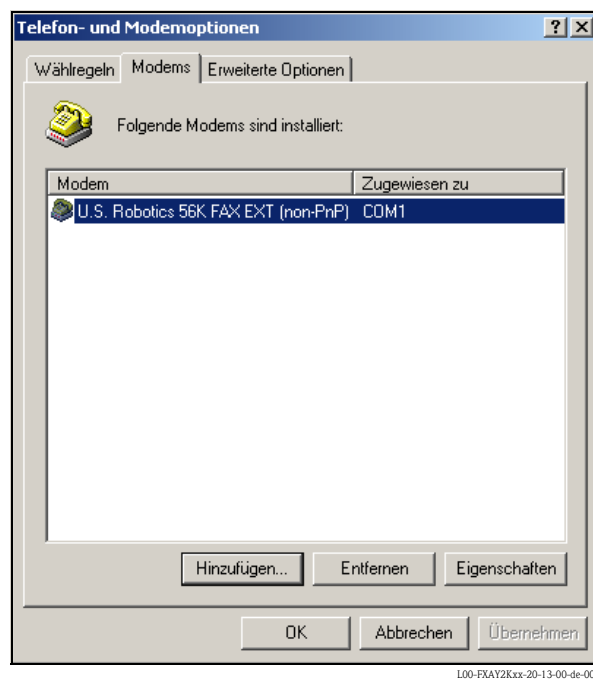 Telefon- und Modemoptionen
Wählregeln Modems Erweiterte Optionen
Folgende Modems sind installiert:
Modem Zugewiesen zu
U.S. Robotics 56K FAX EXT (non-PnP) COM1
Hinzufügen... Entfernen Eigenschaften
OK Abbrechen Übernehmen
L00-FXAY2Kxx-20-13-00-de-00